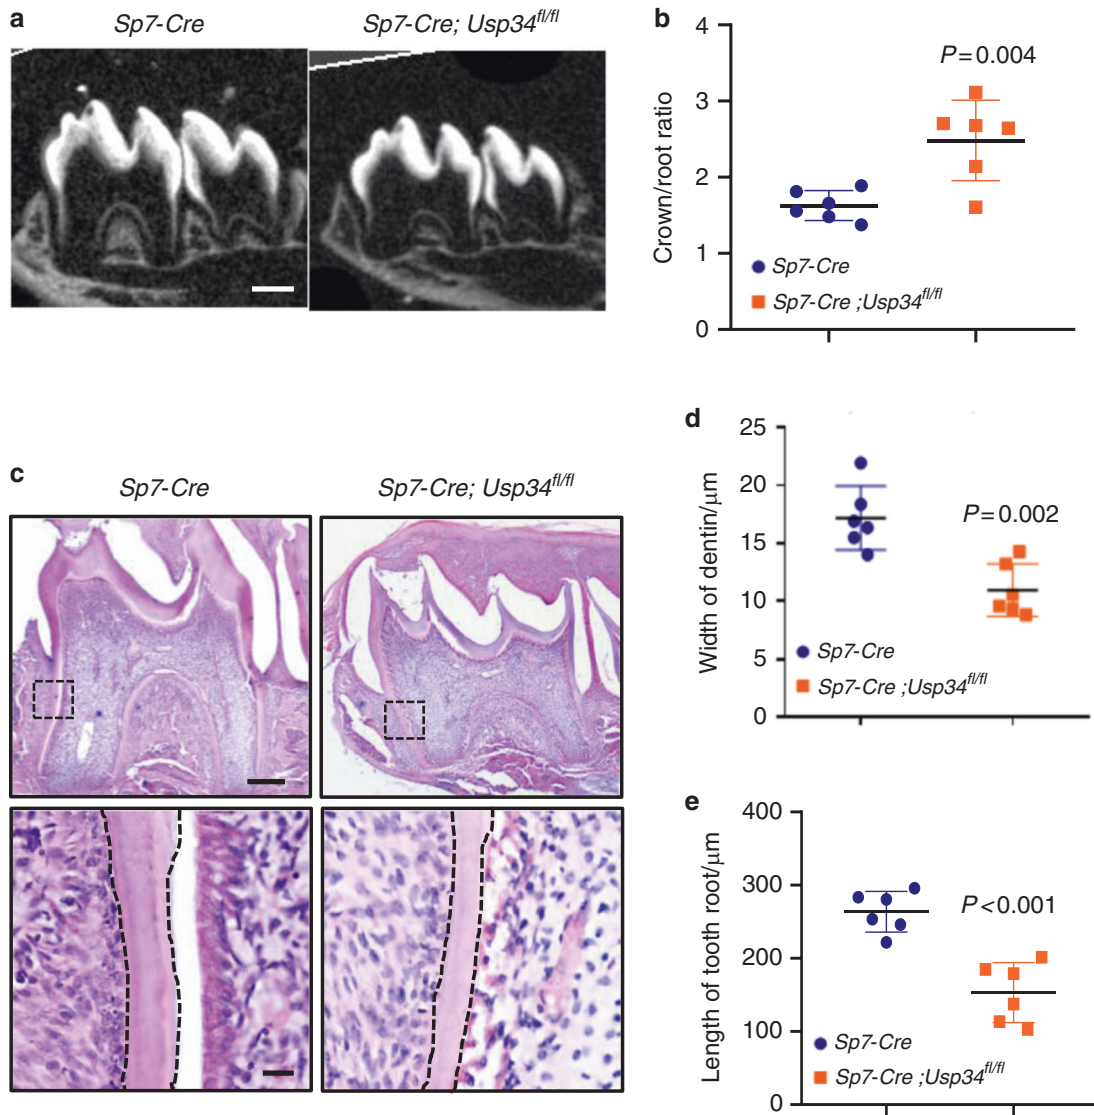 a
Sp7-Cre
Sp7-Cre; Usp34fl/fl
b
4
3
2
1
0
Crown/root ratio
P=0.004
Sp7-Cre
Sp7-Cre ;Usp34fl/fl
c
Sp7-Cre
Sp7-Cre; Usp34fl/fl
d
25
20
15
10
5
0
Width of dentin/μm
P=0.002
Sp7-Cre
Sp7-Cre ;Usp34fl/fl
e
400
300
200
100
0
Length of tooth root/μm
P<0.001
Sp7-Cre
Sp7-Cre ;Usp34fl/fl